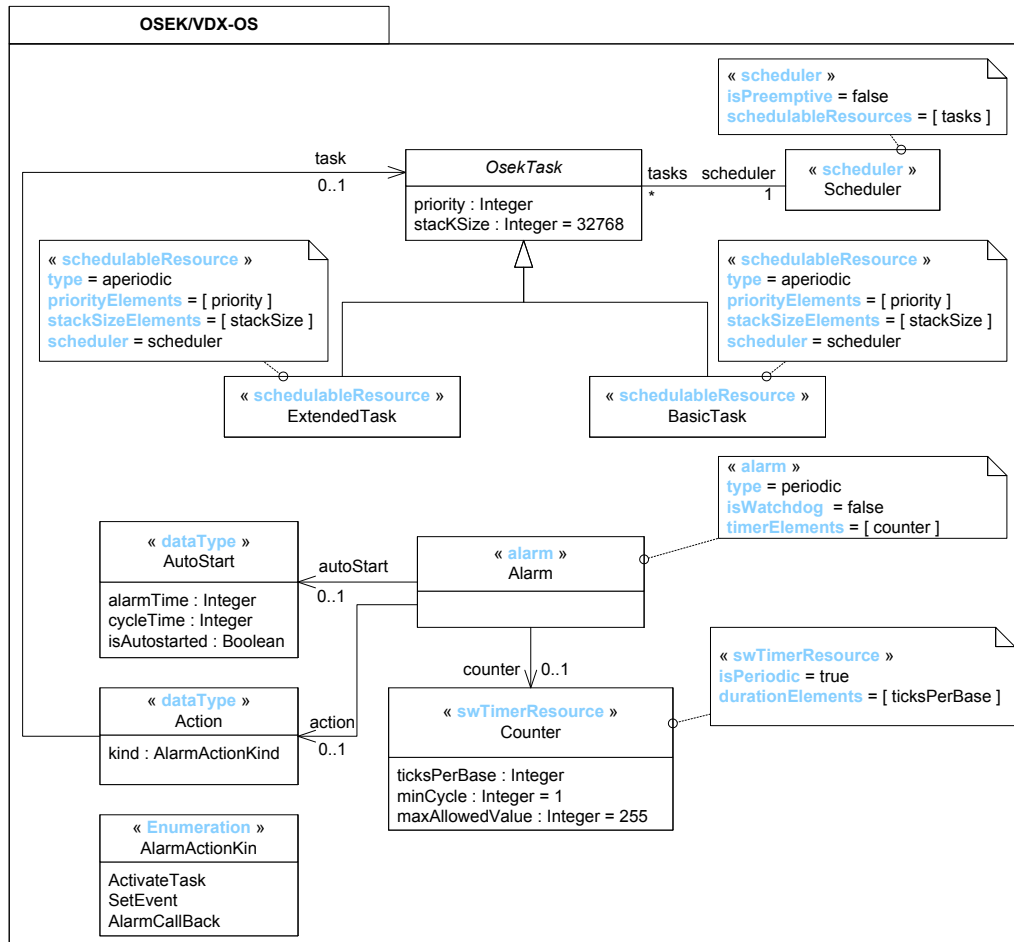 OSEK/VDX-OS
« scheduler »
isPreemptive = false
schedulableResources = [ tasks ]
task
0..1
OsekTask
priority : Integer
stacKSize : Integer = 32768
tasks
*
scheduler
1
« scheduler »
Scheduler
« schedulableResource »
type = aperiodic
priorityElements = [ priority ]
stackSizeElements = [ stackSize ]
scheduler = scheduler
« schedulableResource »
type = aperiodic
priorityElements = [ priority ]
stackSizeElements = [ stackSize ]
scheduler = scheduler
« schedulableResource »
ExtendedTask
« schedulableResource »
BasicTask
« alarm »
type = periodic
isWatchdog = false
timerElements = [ counter ]
« dataType »
AutoStart
alarmTime : Integer
cycleTime : Integer
isAutostarted : Boolean
autoStart
0..1
« alarm »
Alarm
counter
0..1
« swTimerResource »
isPeriodic = true
durationElements = [ ticksPerBase ]
« dataType »
Action
kind : AlarmActionKind
action
0..1
« swTimerResource »
Counter
ticksPerBase : Integer
minCycle : Integer = 1
maxAllowedValue : Integer = 255
« Enumeration »
AlarmActionKin
ActivateTask
SetEvent
AlarmCallBack